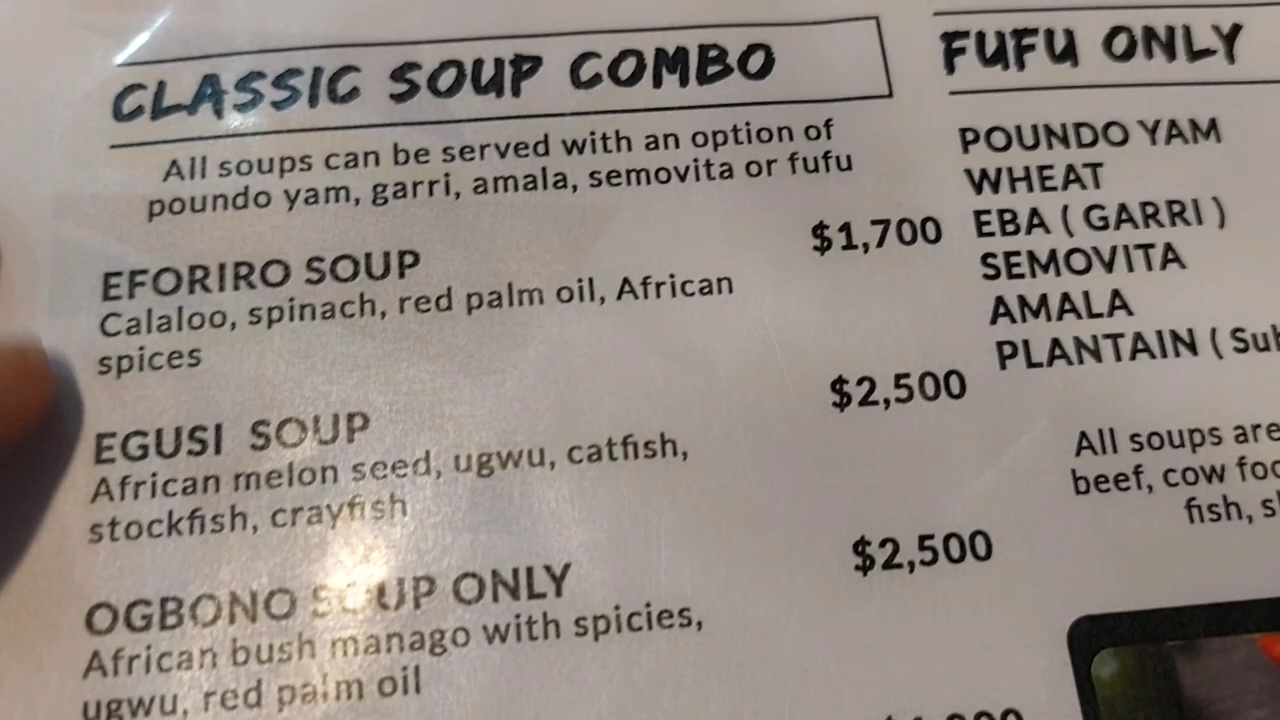 CLASSIC SOUP COMBO
All soups can be served with an option of
poundo yam, garri, amala, semovita or fufu
$1,700
EFORIRO SOUP
Calaloo, spinach, red palm oil, African
spices
$2,500
EGUSI SOUP
African melon seed, ugwu, catfish,
stockfish, crayfish
$2,500
OGBONO SOUP ONLY
African bush manago with spicies,
ugwu, red palm oil
FUFU ONLY
POUNDO YAM
WHEAT
EBA ( GARRI )
SEMOVITA
AMALA
PLANTAIN (
All soups are
beef, cow
fish,